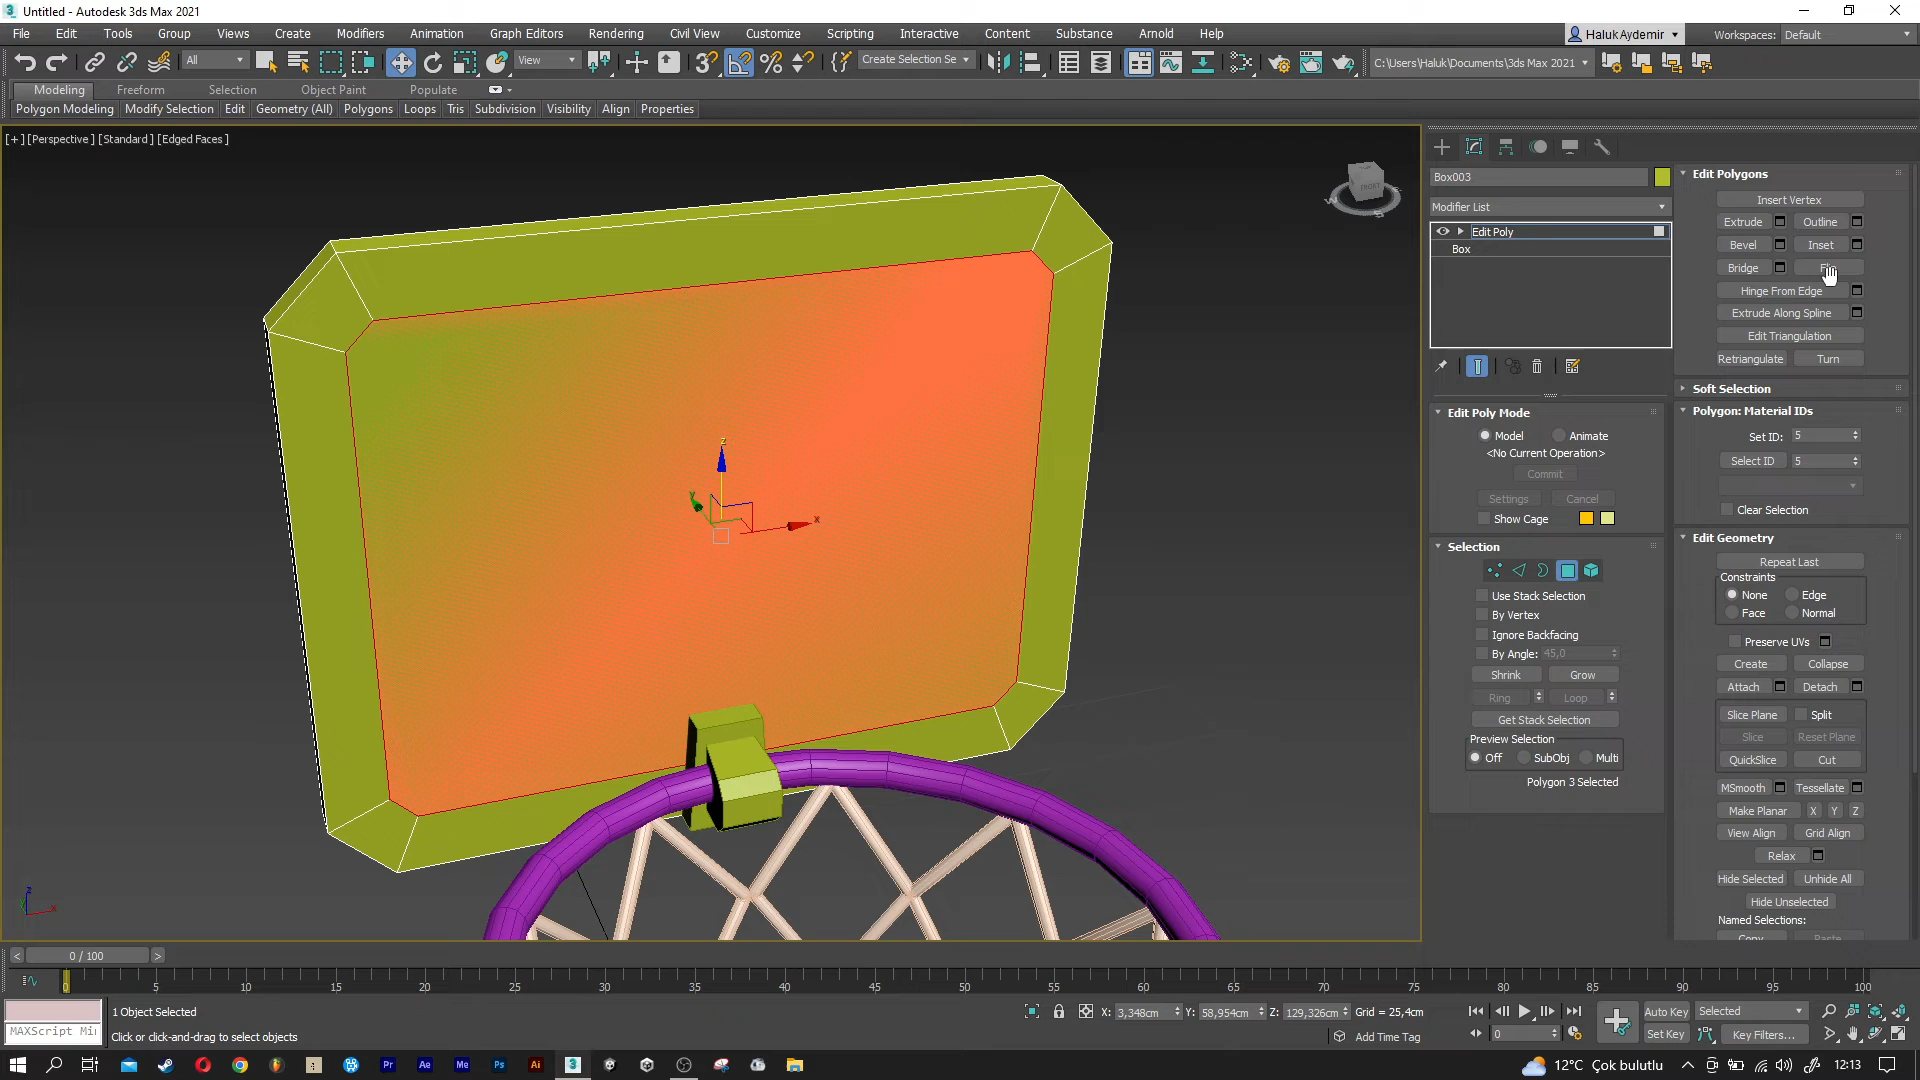 Untitled - Autodesk 3ds Max 2021
File Edit Tools Group Views Create Modifiers Animation Graph Editors Rendering Civil View Customize Scripting Interactive Content Substance Arnold Help
Haluk Aydemir
Workspaces: Default
All View Create Selection Se C:\Users\Haluk\Documents\3ds Max 2021
Modeling Freeform Selection Object Paint Populate
Polygon Modeling Modify Selection Edit Geometry (All) Polygons Loops Tris Subdivision Visibility Align Properties
[+] [Perspective] [Standard] [Edged Faces]
FRONT
W S
z
y
x
z
x
Box003
Modifier List
Edit Poly
Box
Edit Poly Mode
Model Animate
<No Current Operation>
Commit
Settings Cancel
Show Cage
Selection
Use Stack Selection
By Vertex
Ignore Backfacing
By Angle: 45,0
Shrink Grow
Ring Loop
Get Stack Selection
Preview Selection
Off SubObj Multi
Polygon 3 Selected
Edit Polygons
Insert Vertex
Extrude Outline
Bevel Inset
Bridge
Hinge From Edge
Extrude Along Spline
Edit Triangulation
Retriangulate Turn
Soft Selection
Polygon: Material IDs
Set ID: 5
Select ID 5
Clear Selection
Edit Geometry
Repeat Last
Constraints
None Edge
Face Normal
Preserve UVs
Create Collapse
Attach Detach
Slice Plane Split
Slice Reset Plane
QuickSlice Cut
MSmooth Tessellate
Make Planar X Y Z
View Align Grid Align
Relax
Hide Selected Unhide All
Hide Unselected
Named Selections:
< 0 / 100 >
0 5 10 15 20 25 30 35 40 45 50 55 60 65 70 75 80 85 90 95 100
1 Object Selected
X: 3,348cm Y: 58,954cm Z: 129,326cm Grid = 25,4cm
Auto Key Selected
MAXScript Mi
Click or click-and-drag to select objects
Add Time Tag
0
Set Key Key Filters...
Pr Ae Me Ps Ai 3
12°C Çok bulutlu
12:13